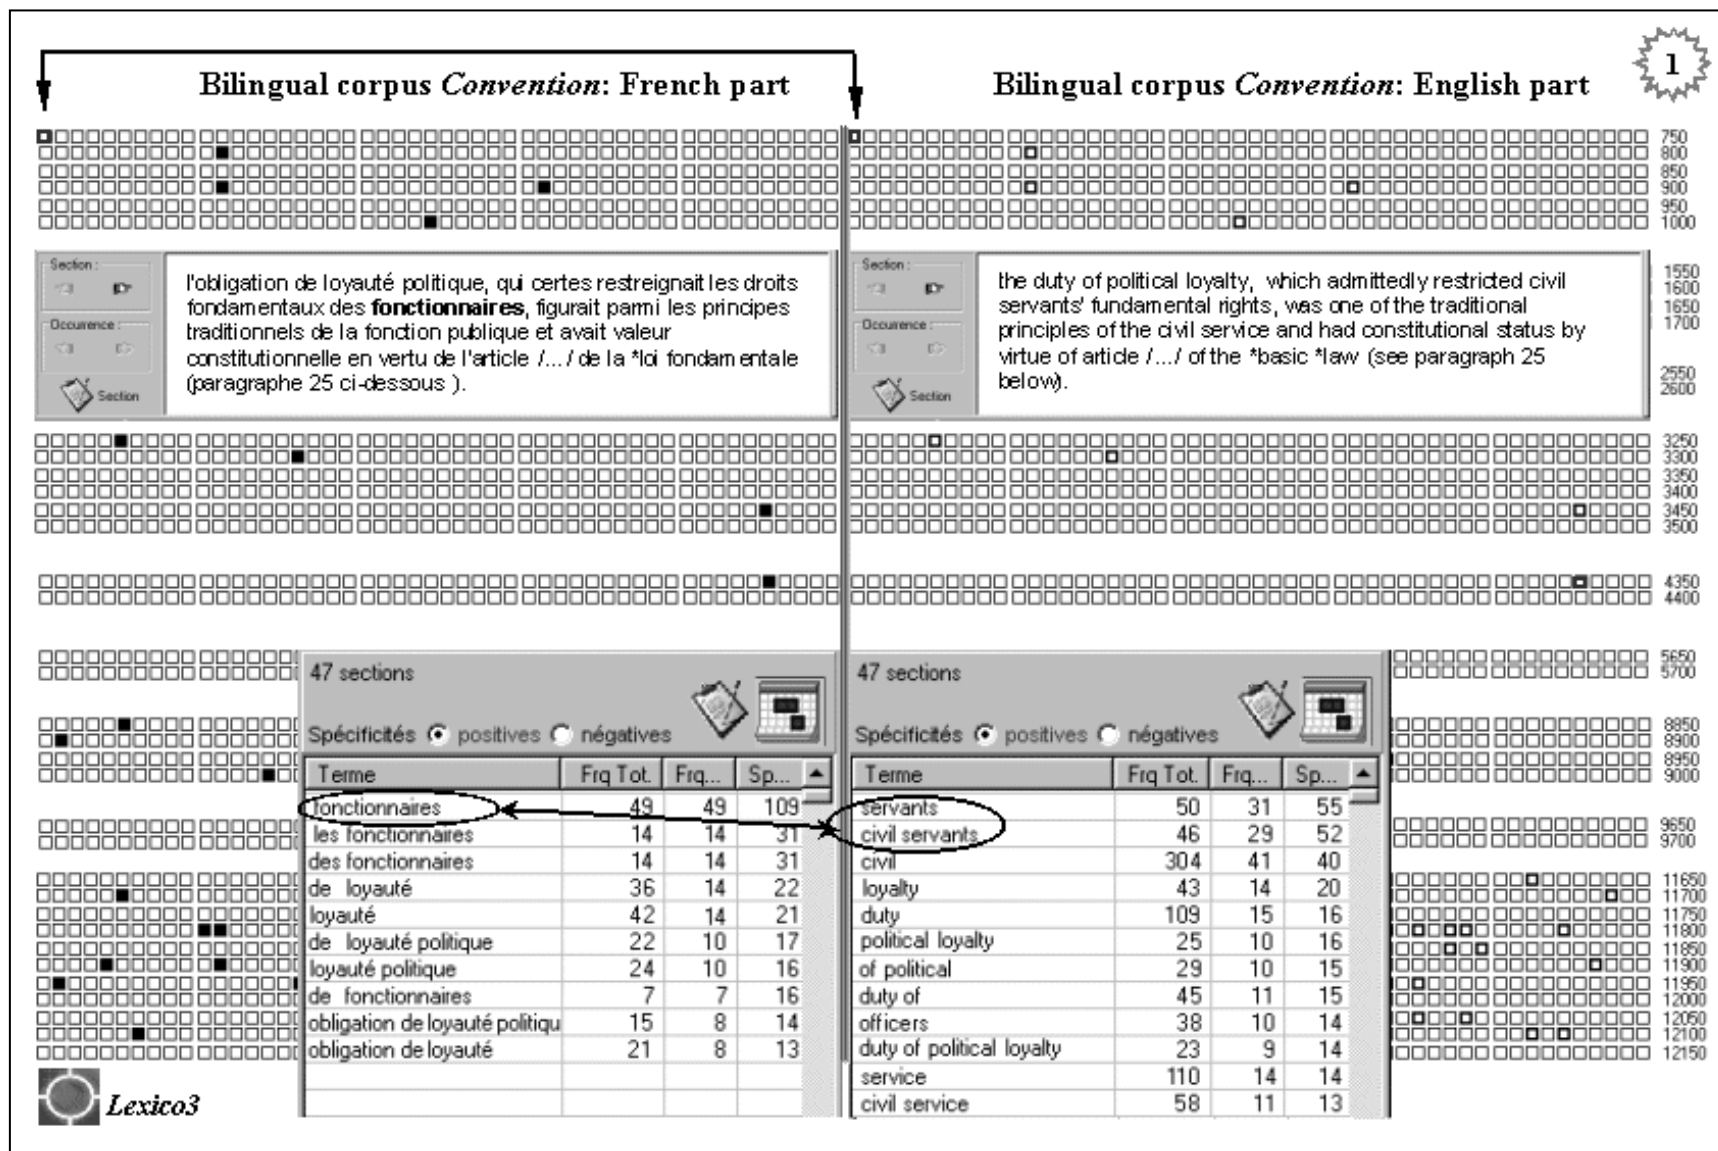 Bilingual corpus Convention: French part
Bilingual corpus Convention: English part
1
750
800
850
900
950
1000
Section :
Occurrence :
Section
l'obligation de loyauté politique, qui certes restreignait les droits
fondamentaux des fonctionnaires, figurait parmi les principes
traditionnels de la fonction publique et avait valeur
constitutionnelle en vertu de l'article /.../ de la *loi fondamentale
(paragraphe 25 ci-dessous ).
Section :
Occurrence :
Section
the duty of political loyalty, which admittedly restricted civil
servants' fundamental rights, was one of the traditional
principles of the civil service and had constitutional status by
virtue of article /.../ of the *basic *law (see paragraph 25
below).
1550
1600
1650
1700
2550
2600
3250
3300
3350
3400
3450
3500
4350
4400
5650
5700
8850
8900
8950
9000
9650
9700
11650
11700
11750
11800
11850
11900
11950
12000
12050
12100
12150
47 sections
Spécificités positives négatives
Terme Frq Tot. Frq... Sp...
fonctionnaires 49 49 109
les fonctionnaires 14 14 31
des fonctionnaires 14 14 31
de loyauté 36 14 22
loyauté 42 14 21
de loyauté politique 22 10 17
loyauté politique 24 10 16
de fonctionnaires 7 7 16
obligation de loyauté politiqu 15 8 14
obligation de loyauté 21 8 13
47 sections
Spécificités positives négatives
Terme Frq Tot. Frq... Sp...
servants 50 31 55
civil servants 46 29 52
civil 304 41 40
loyalty 43 14 20
duty 109 15 16
political loyalty 25 10 16
of political 29 10 15
duty of 45 11 15
officers 38 10 14
duty of political loyalty 23 9 14
service 110 14 14
civil service 58 11 13
Lexico3